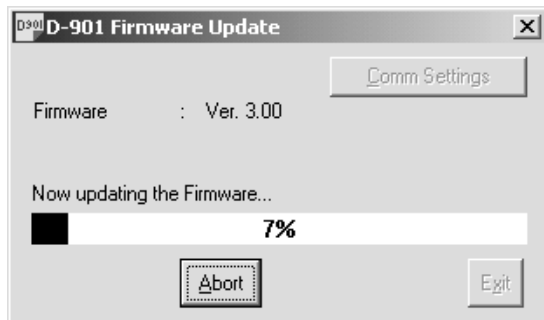 D901 D-901 Firmware Update
Comm Settings
Firmware : Ver. 3.00
Now updating the Firmware...
7%
Abort
Exit